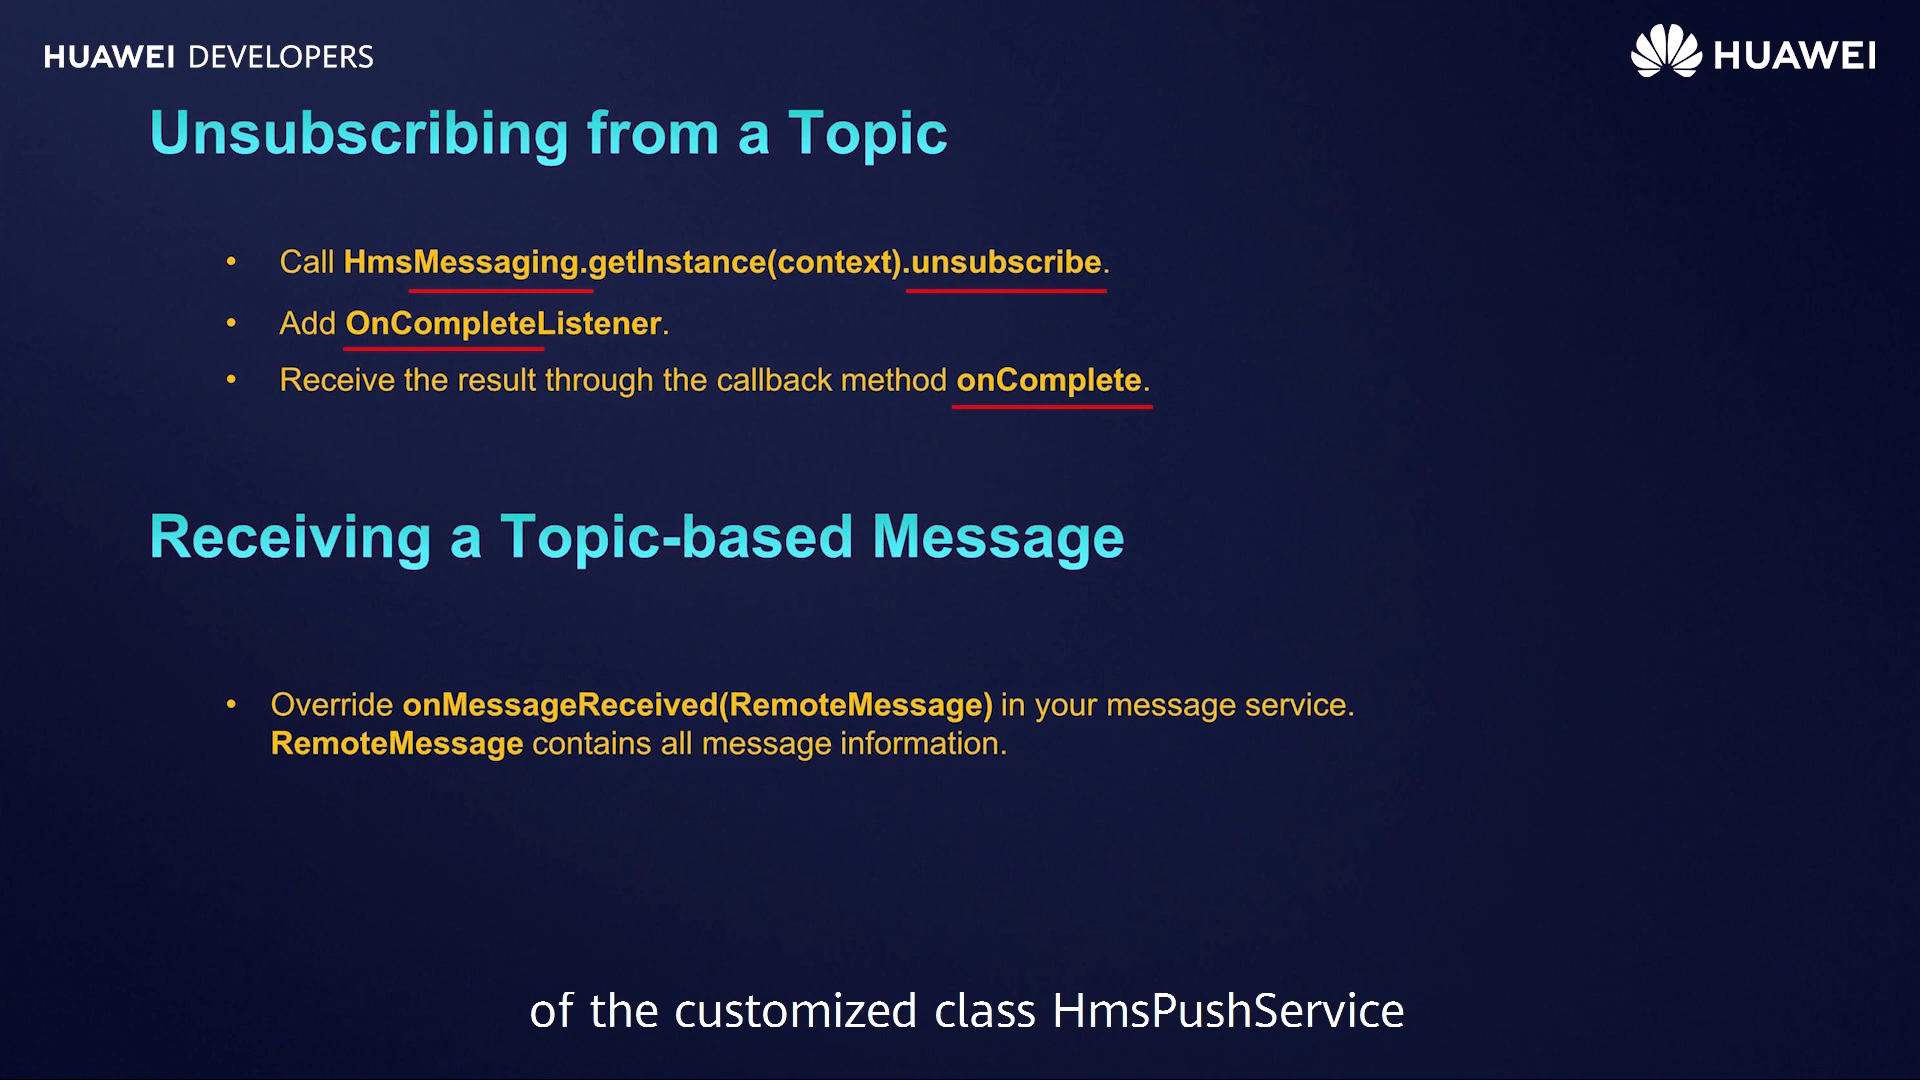 HUAWEI DEVELOPERS
HUAWEI
Unsubscribing from a Topic
• Call HmsMessaging.getInstance(context).unsubscribe.
• Add OnCompleteListener.
• Receive the result through the callback method onComplete.
Receiving a Topic-based Message
• Override onMessageReceived(RemoteMessage) in your message service.
RemoteMessage contains all message information.
of the customized class HmsPushService